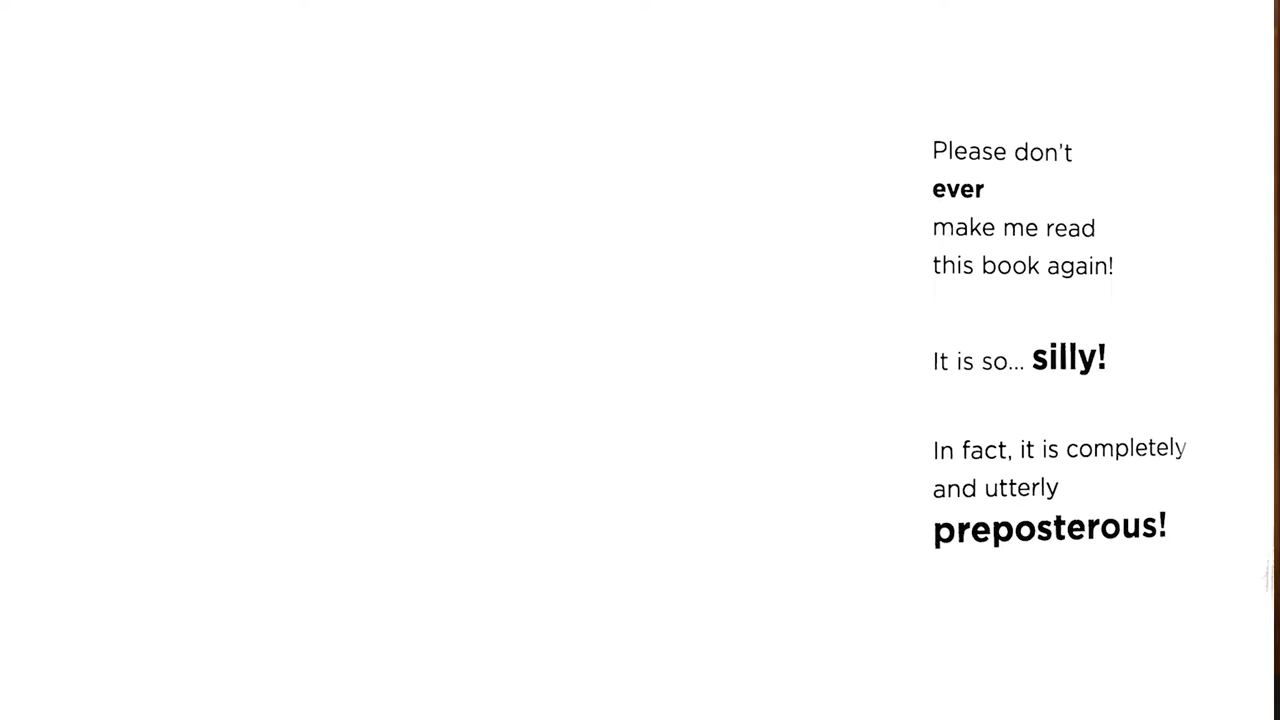 Please don't
ever
make me read
this book again!
It is so... silly!
In fact, it is completely
and utterly
preposterous!